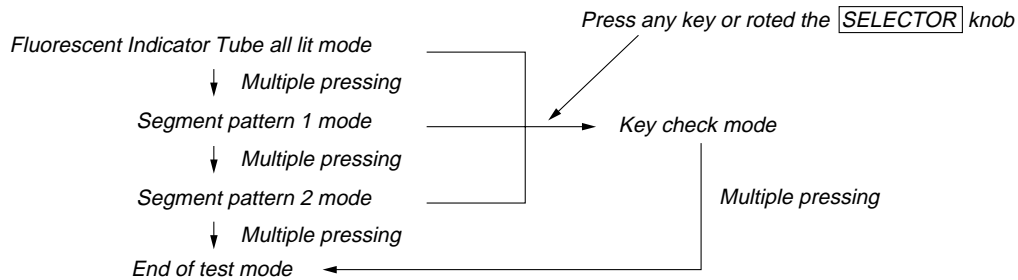 Press any key or roted the SELECTOR knob
Fluorescent Indicator Tube all lit mode
Multiple pressing
Segment pattern 1 mode
Key check mode
Multiple pressing
Segment pattern 2 mode
Multiple pressing
Multiple pressing
End of test mode